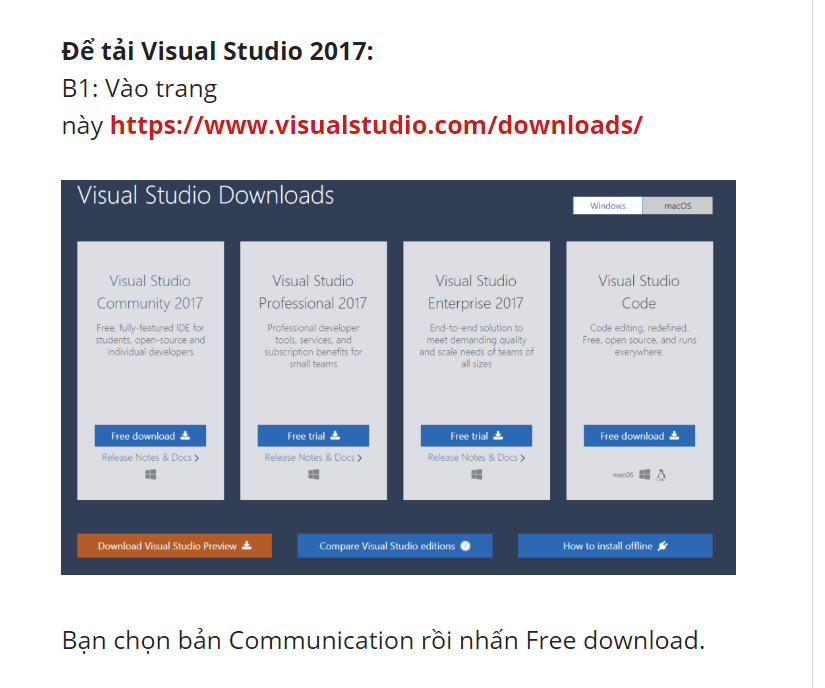 Để tải Visual Studio 2017:
B1: Vào trang
này https://www.visualstudio.com/downloads/
Visual Studio Downloads
Windows
macOS
Visual Studio
Community 2017
Free, fully-featured IDE for
students, open-source and
individual developers
Free download
Release Notes & Docs
Visual Studio
Professional 2017
Professional developer
tools, services, and
subscription benefits for
small teams
Free trial
Release Notes & Docs
Visual Studio
Enterprise 2017
End-to-end solution to
meet demanding quality
and scale needs of teams of
all sizes
Free trial
Release Notes & Docs
Visual Studio
Code
Code editing, redefined.
Free, open source, and runs
everywhere.
Free download
macOS
Download Visual Studio Preview
Compare Visual Studio editions
How to install offline
Bạn chọn bản Communication rồi nhấn Free download.